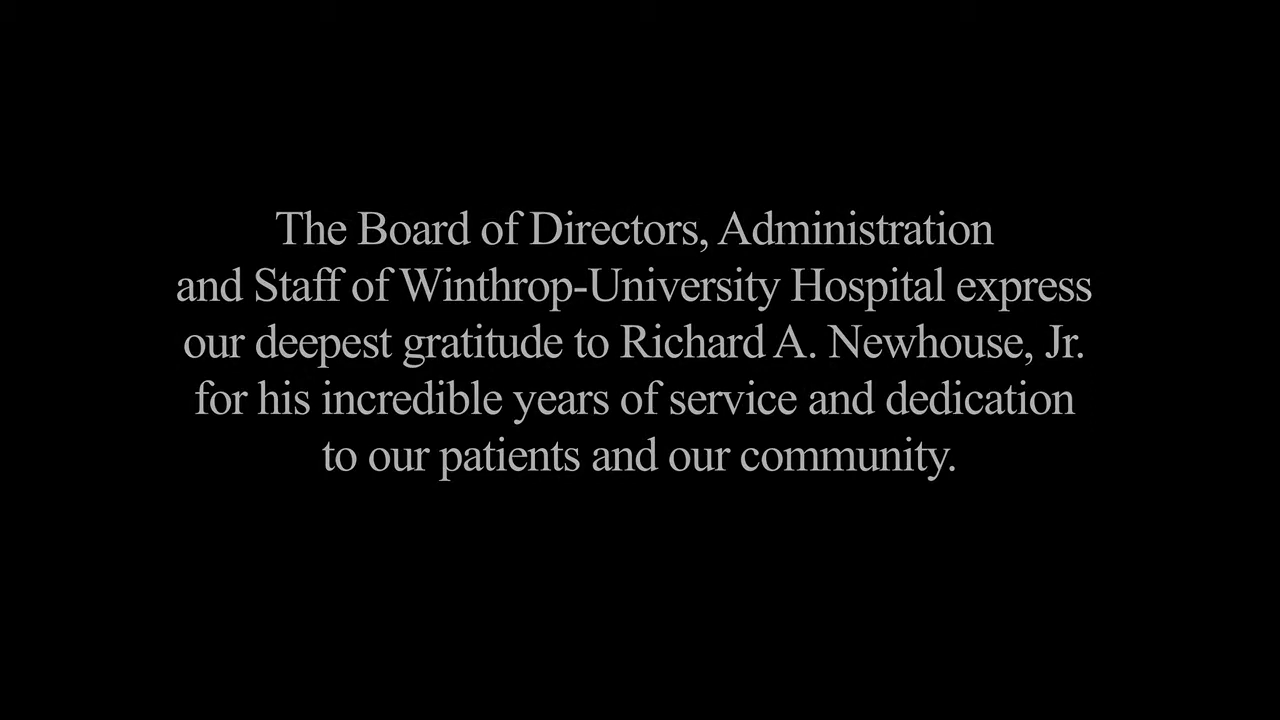 The Board of Directors, Administration
and Staff of Winthrop-University Hospital express
our deepest gratitude to Richard A. Newhouse, Jr.
for his incredible years of service and dedication
to our patients and our community.